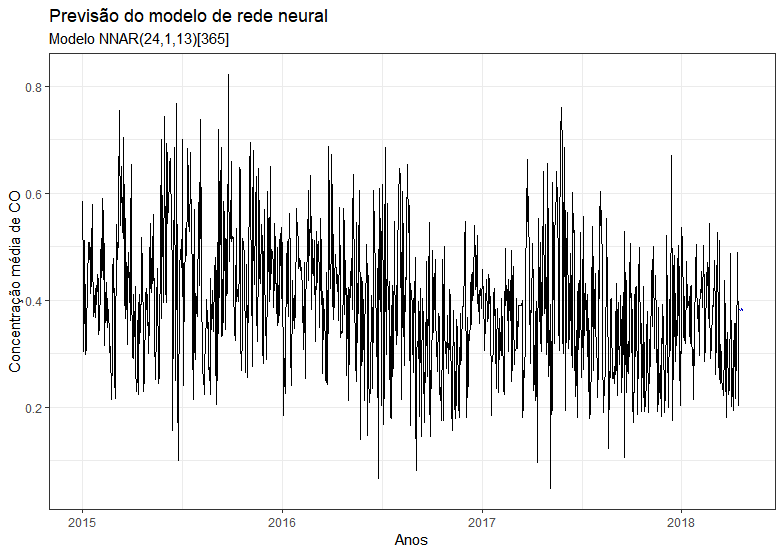 Previsão do modelo de rede neural
Modelo NNAR(24,1,13)[365]
Concentração média de CO
0.8
0.6
0.4
0.2
2015 2016 2017 2018
Anos